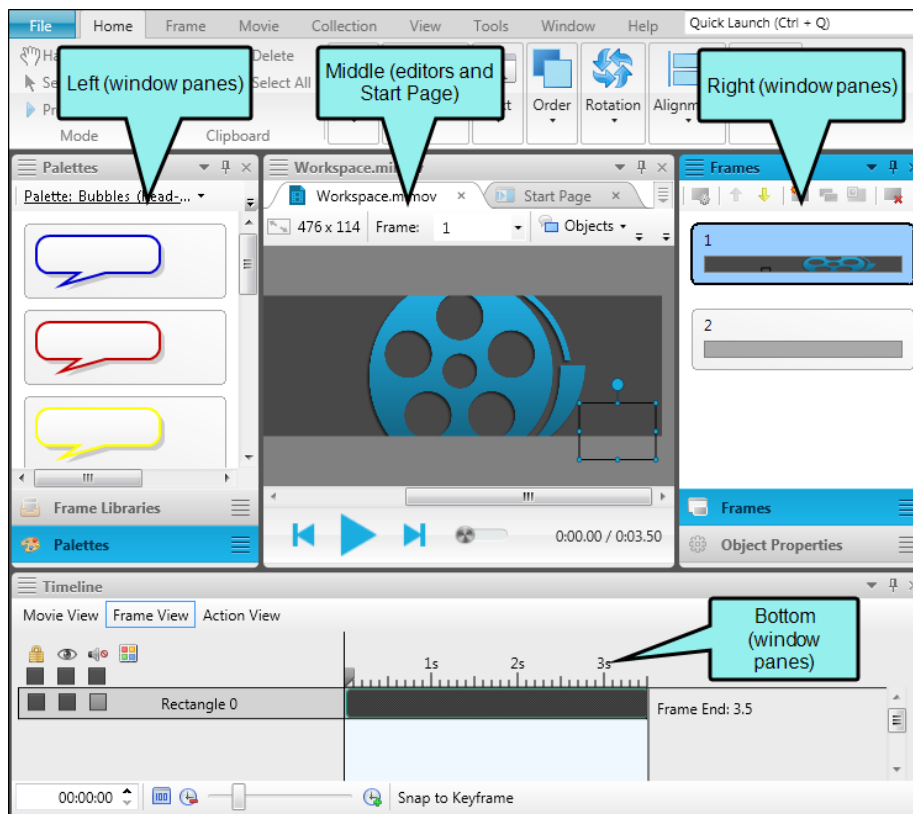 File Home Frame Movie Collection View Tools Window Help Quick Launch (Ctrl + Q)
Delete
Select All
Left (window panes)
Middle (editors and
Start Page)
Right (window panes)
Order Rotation
Mode Clipboard
Palettes
Palette: Bubbles
Frame Libraries
Palettes
Workspace.mimov
Start Page
476 x 114 Frame: 1 Objects
0:00.00 / 0:03.50
Frames
1
2
Frames
Object Properties
Timeline
Movie View Frame View Action View
Bottom
(window
panes)
1s 2s 3s
Rectangle 0
Frame End: 3.5
00:00:00
Snap to Keyframe